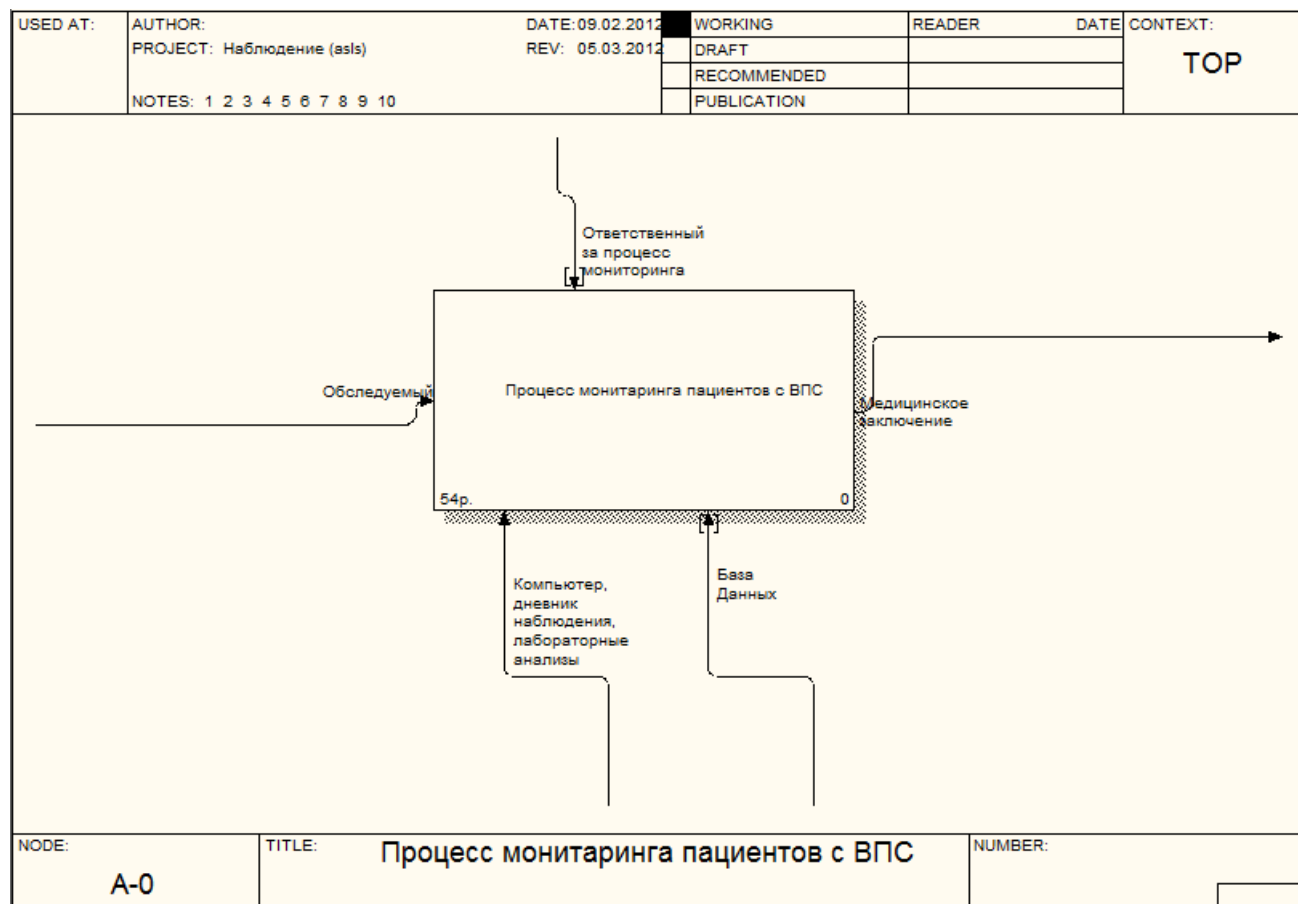 USED AT:
AUTHOR:
DATE: 09.02.2012
PROJECT: Наблюдение (asls)
REV: 05.03.2012
NOTES: 1 2 3 4 5 6 7 8 9 10
WORKING
DRAFT
RECOMMENDED
PUBLICATION
READER
DATE
CONTEXT:
TOP
Ответственный
за процесс
мониторинга
Обследуемый
Процесс монитаринга пациентов с ВПС
Медицинское
заключение
54р.
0
Компьютер,
дневник
наблюдения,
лабораторные
анализы
База
Данных
NODE:
A-0
TITLE:
Процесс монитаринга пациентов с ВПС
NUMBER: